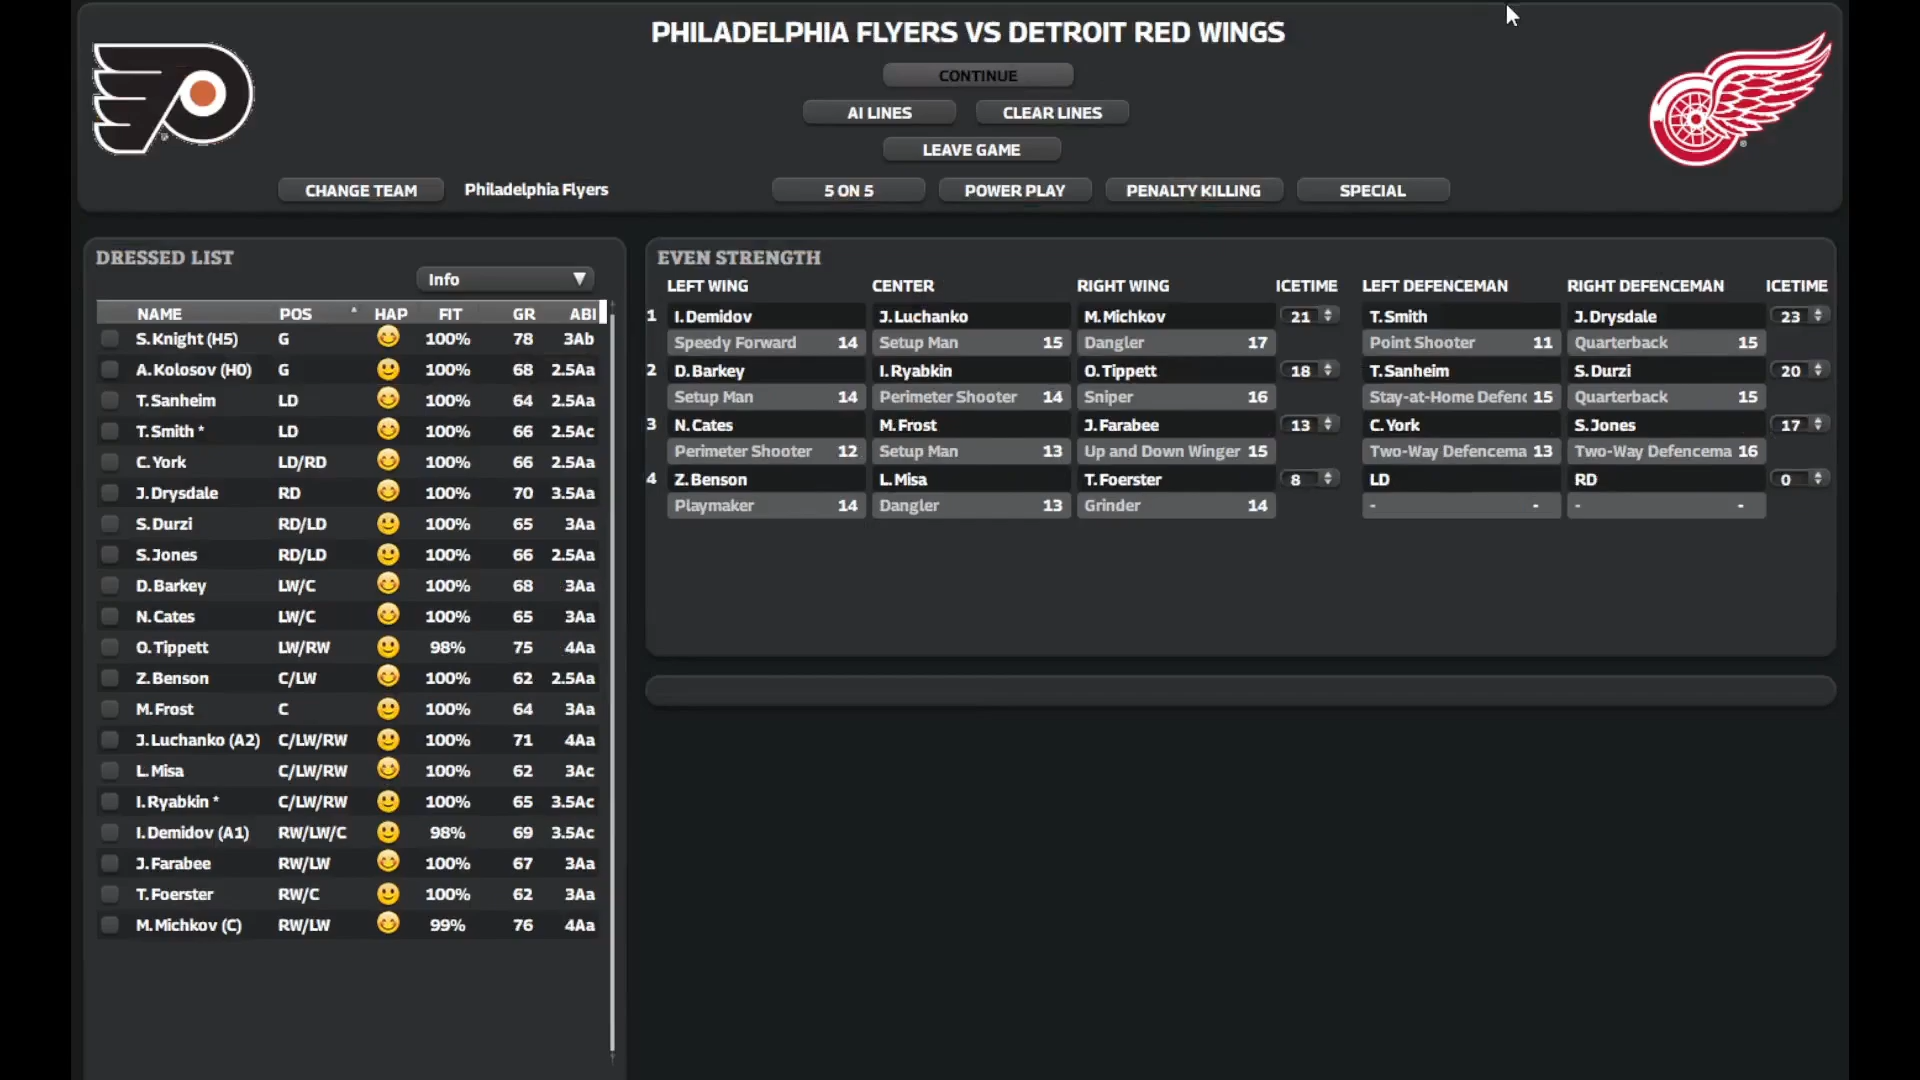 PHILADELPHIA FLYERS VS DETROIT RED WINGS
CONTINUE
AI LINES CLEAR LINES
LEAVE GAME
CHANGE TEAM Philadelphia Flyers 5 ON 5 POWER PLAY PENALTY KILLING SPECIAL
DRESSED LIST
Info
NAME POS HAP FIT GR ABI
S. Knight (H5) G 100% 78 3Ab
A. Kolosov (H0) G 100% 68 2.5Aa
T. Sanheim LD 100% 64 2.5Aa
T. Smith * LD 100% 66 2.5Ac
C. York LD/RD 100% 66 2.5Aa
J. Drysdale RD 100% 70 3.5Aa
S. Durzi RD/LD 100% 65 3Aa
S. Jones RD/LD 100% 66 2.5Aa
D. Barkey LW/C 100% 68 3Aa
N. Cates LW/C 100% 65 3Aa
O. Tippett LW/RW 98% 75 4Aa
Z. Benson C/LW 100% 62 2.5Aa
M. Frost C 100% 64 3Aa
J. Luchanko (A2) C/LW/RW 100% 71 4Aa
L. Misa C/LW/RW 100% 62 3Ac
I. Ryabkin * C/LW/RW 100% 65 3.5Ac
I. Demidov (A1) RW/LW/C 98% 69 3.5Ac
J. Farabee RW/LW 100% 67 3Aa
T. Foerster RW/C 100% 62 3Aa
M. Michkov (C) RW/LW 99% 76 4Aa
EVEN STRENGTH
LEFT WING CENTER RIGHT WING ICETIME LEFT DEFENCEMAN RIGHT DEFENCEMAN ICETIME
1 I. Demidov J. Luchanko M. Michkov 21 T. Smith J. Drysdale 23
Speedy Forward 14 Setup Man 15 Dangler 17 Point Shooter 11 Quarterback 15
2 D. Barkey I. Ryabkin O. Tippett 18 T. Sanheim S. Durzi 20
Setup Man 14 Perimeter Shooter 14 Sniper 16 Stay-at-Home Defenc 15 Quarterback 15
3 N. Cates M. Frost J. Farabee 13 C. York S. Jones 17
Perimeter Shooter 12 Setup Man 13 Up and Down Winger 15 Two-Way Defencema 13 Two-Way Defencema 16
4 Z. Benson L. Misa T. Foerster 8 LD RD 0
Playmaker 14 Dangler 13 Grinder 14 - - - -